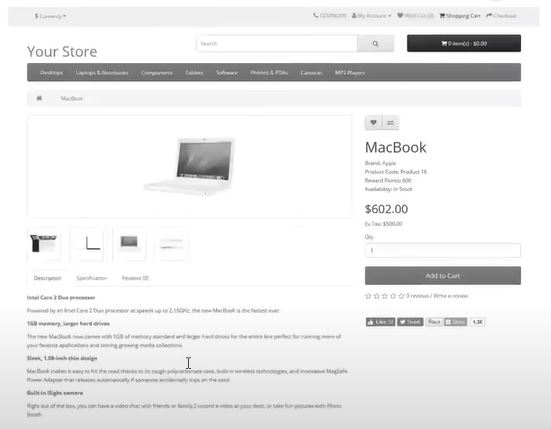 $ Currency
My Account
Wish List (0)
Shopping Cart
Checkout
Your Store
Search
0 item(s) - $0.00
Desktops
Laptops & Notebooks
Components
Tablets
Software
Phones & PDAs
Cameras
MP3 Players
MacBook
MacBook
Brand: Apple
Product Code: Product 16
Reward Points: 600
Availability: In Stock
$602.00
Ex Tax: $500.00
Qty
1
Add to Cart
0 reviews / Write a review
Like
Tweet
Pin it
Share
1.3K
Description
Specification
Reviews (0)
Intel Core 2 Duo processor
Powered by an Intel Core 2 Duo processor at speeds up to 2.16GHz, the new MacBook is the fastest ever.
1GB memory, larger hard drives
The new MacBook now comes with 1GB of memory standard and larger hard drives for the entire line perfect for running more of
your favorite applications and storing growing media collections.
Sleek, 1.08-inch-thin design
MacBook makes it easy to hit the road thanks to its tough polycarbonate case, built-in wireless technologies, and innovative MagSafe
Power Adapter that releases automatically if someone accidentally trips on the cord.
Built-in iSight camera
Right out of the box, you can have a video chat with friends or family,2 record a video at your desk, or take fun pictures with Photo
Booth